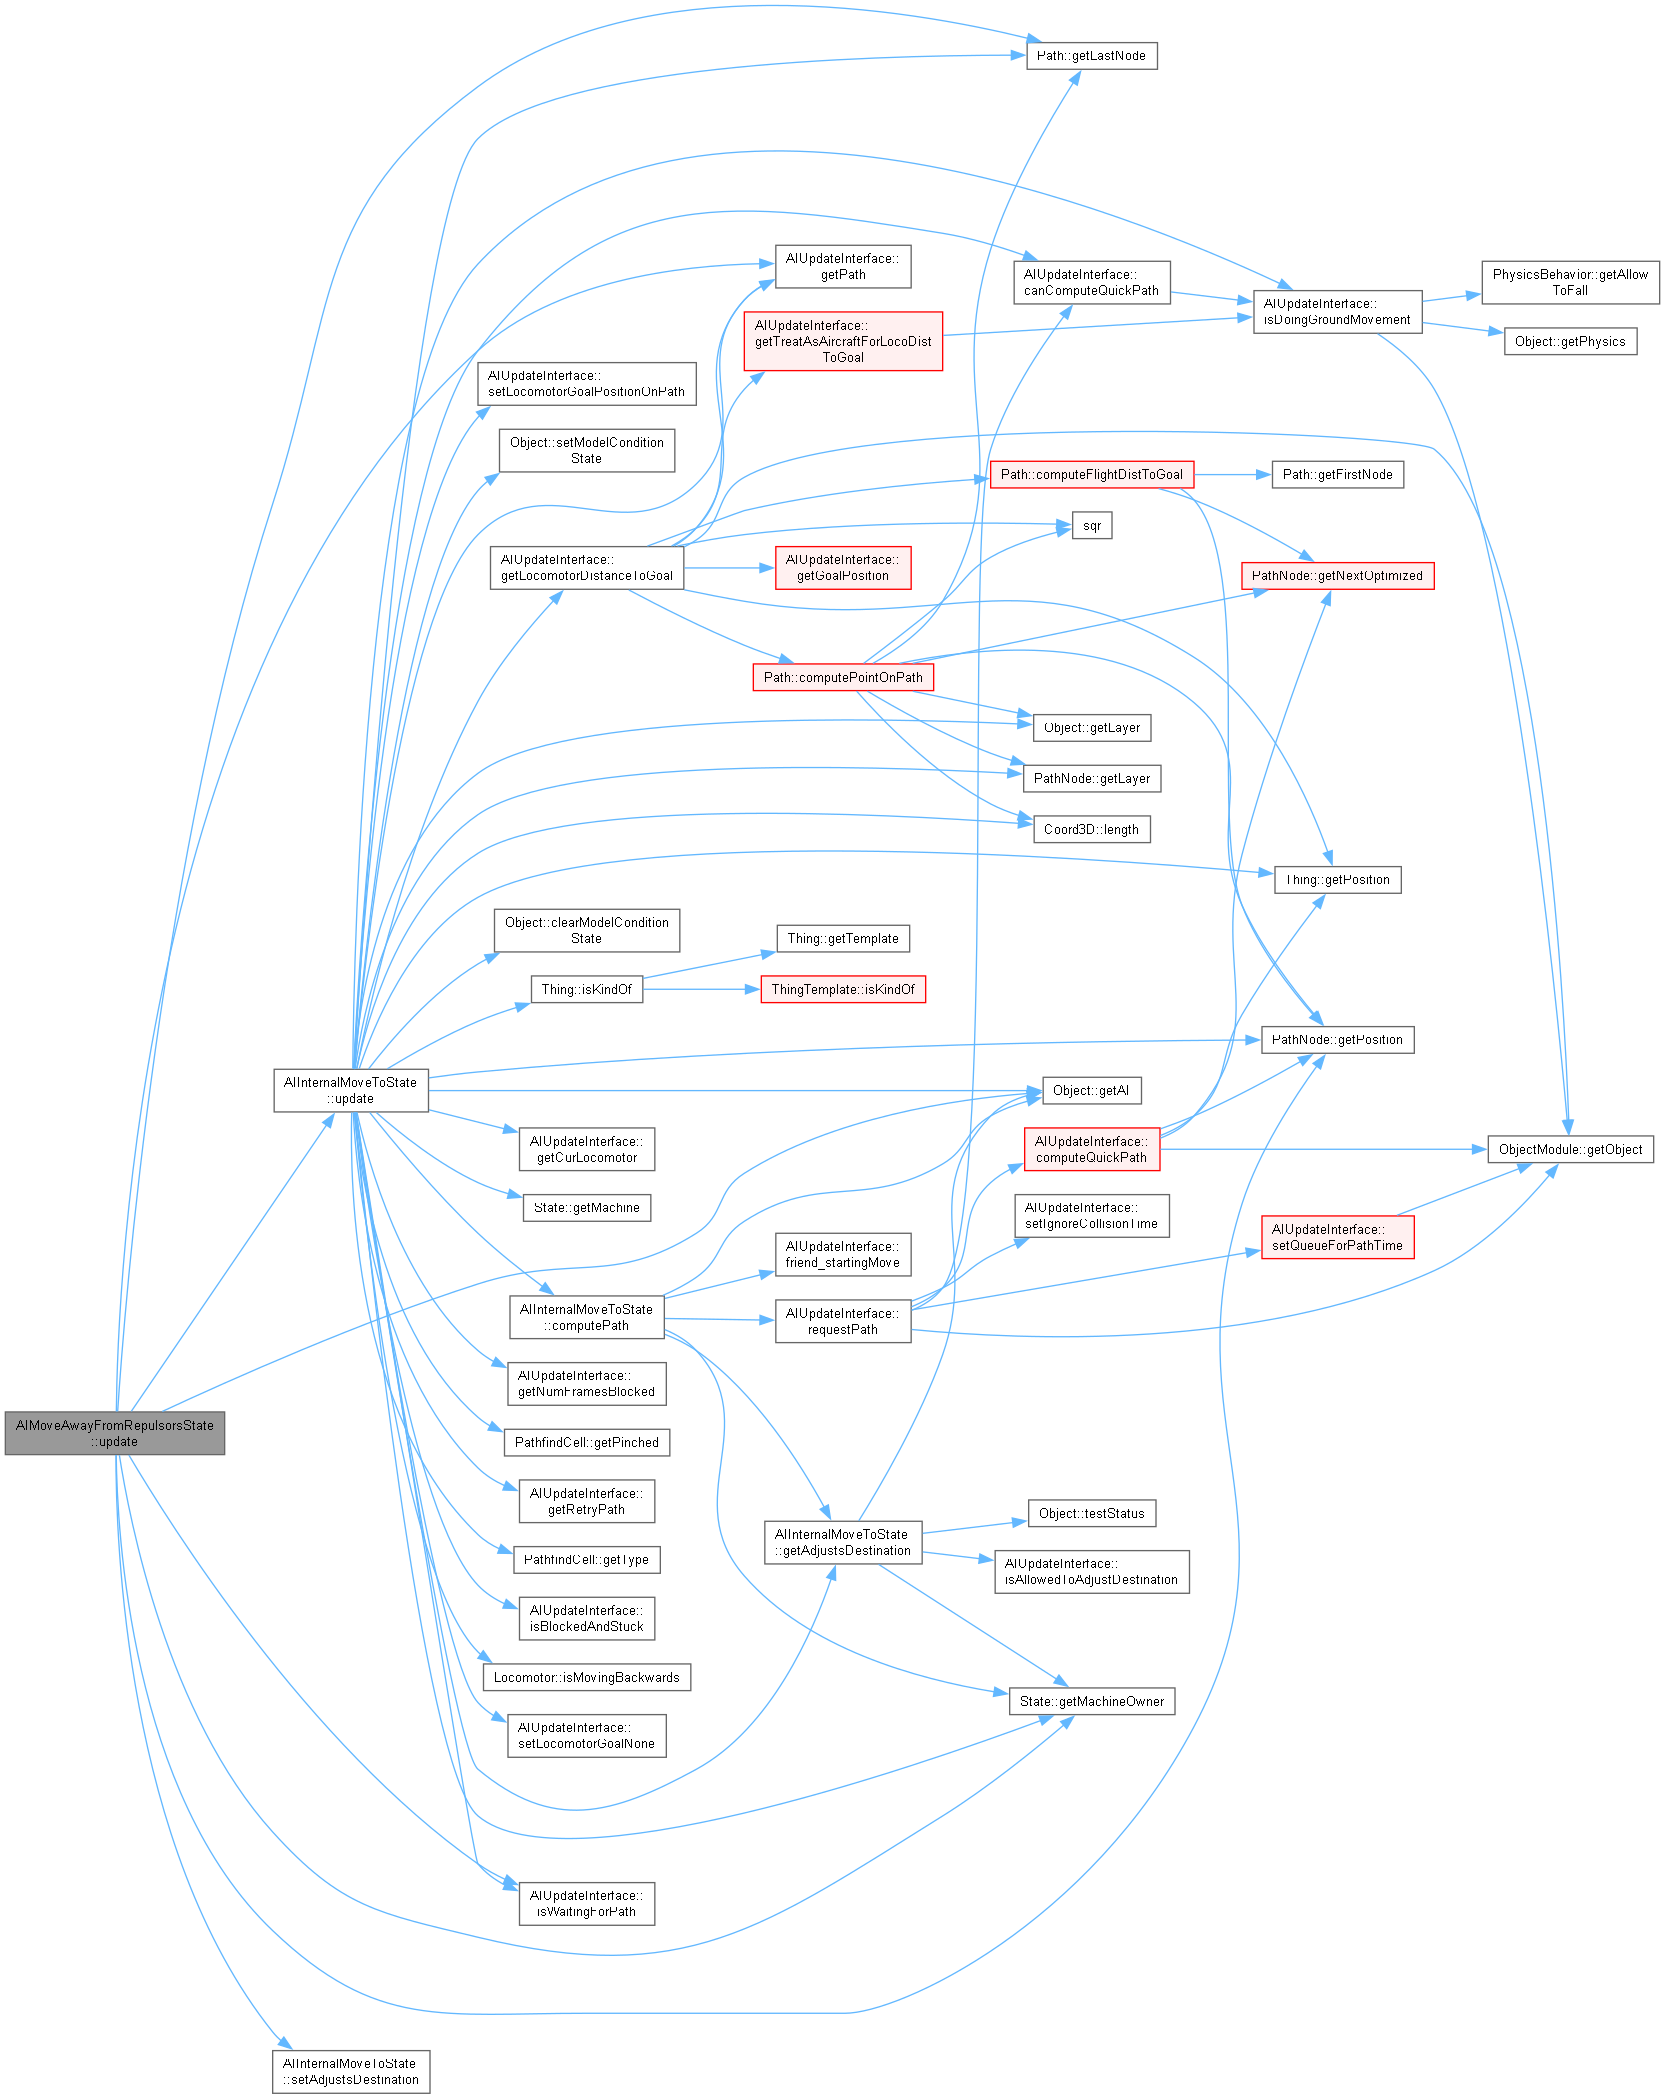 Path::getLastNode
AIUpdateInterface::
getPath
AIUpdateInterface::
canComputeQuickPath
PhysicsBehavior::getAllow
ToFall
AIUpdateInterface::
isDoingGroundMovement
AIUpdateInterface::
getTreatAsAircraftForLocoDist
ToGoal
Object::getPhysics
AIUpdateInterface::
setLocomotorGoalPositionOnPath
Object::setModelCondition
State
Path::computeFlightDistToGoal
Path::getFirstNode
sqr
AIUpdateInterface::
getLocomotorDistanceToGoal
AIUpdateInterface::
getGoalPosition
PathNode::getNextOptimized
Path::computePointOnPath
Object::getLayer
PathNode::getLayer
Coord3D::length
Thing::getPosition
Object::clearModelCondition
State
Thing::getTemplate
Thing::isKindOf
ThingTemplate::isKindOf
PathNode::getPosition
AIInternalMoveToState
::update
Object::getAI
AIUpdateInterface::
getCurLocomotor
AIUpdateInterface::
computeQuickPath
ObjectModule::getObject
State::getMachine
AIUpdateInterface::
setIgnoreCollisionTime
AIUpdateInterface::
setQueueForPathTime
AIUpdateInterface::
friend_startingMove
AIInternalMoveToState
::computePath
AIUpdateInterface::
requestPath
AIUpdateInterface::
getNumFramesBlocked
AIMoveAwayFromRepulsorsState
::update
PathfindCell::getPinched
AIUpdateInterface::
getRetryPath
Object::testStatus
AIInternalMoveToState
::getAdjustsDestination
PathfindCell::getType
AIUpdateInterface::
isAllowedToAdjustDestination
AIUpdateInterface::
isBlockedAndStuck
Locomotor::isMovingBackwards
State::getMachineOwner
AIUpdateInterface::
setLocomotorGoalNone
AIUpdateInterface::
isWaitingForPath
AIInternalMoveToState
::setAdjustsDestination